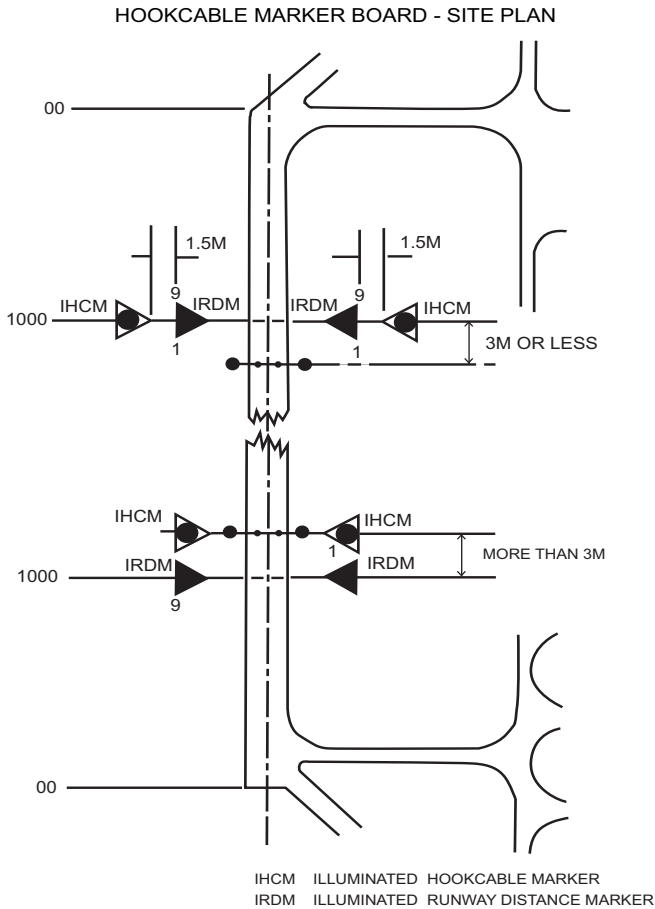 HOOKCABLE MARKER BOARD - SITE PLAN
00
1.5M 1.5M
9 9
IHCM IRDM IRDM IHCM
1000
3M OR LESS
1 1
IHCM IHCM
1
MORE THAN 3M
IRDM IRDM
1000
9
00
IHCM ILLUMINATED HOOKCABLE MARKER
IRDM ILLUMINATED RUNWAY DISTANCE MARKER